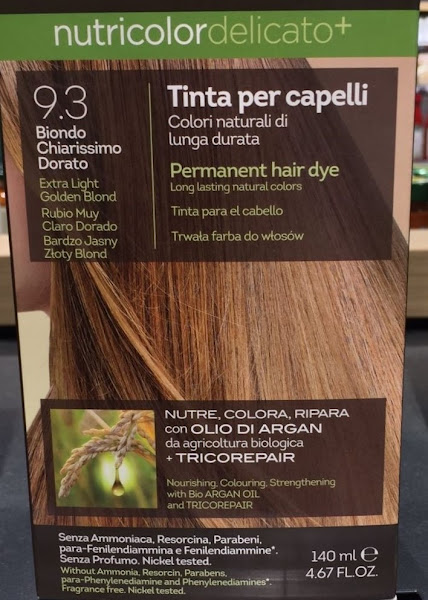 nutricolordelicato+
9.3
Biondo
Chiarissimo
Dorato
Extra Light
Golden Blond
Rubio Muy
Claro Dorado
Bardzo Jasny
Złoty Blond
Tinta per capelli
Colori naturali di
lunga durata
Permanent hair dye
Long lasting natural colors
Tinta para el cabello
Trwała farba do włosów
NUTRE, COLORA, RIPARA
con OLIO DI ARGAN
da agricoltura biologica
+ TRICOREPAIR
Nourishing, Colouring, Strengthening
with Bio ARGAN OIL
and TRICOREPAIR
Senza Ammoniaca, Resorcina, Parabeni,
para-Fenilendiammina e Fenilendiammine*.
Senza Profumo. Nickel tested.
Without Ammonia, Resorcin, Parabens,
para-Phenylenediamine and Phenylenediamines*.
Fragrance free. Nickel tested.
140 ml ℮
4.67 FL.OZ.